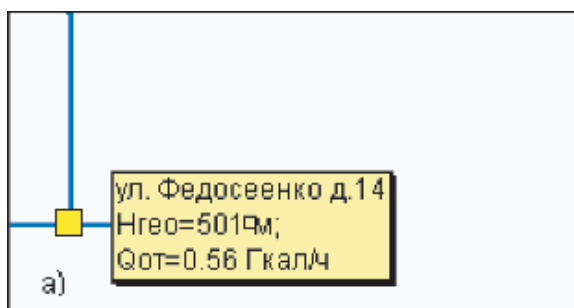 ул. Федосеенко д.14
Нгео=501¤м;
Qот=0.56 Гкал/ч
а)